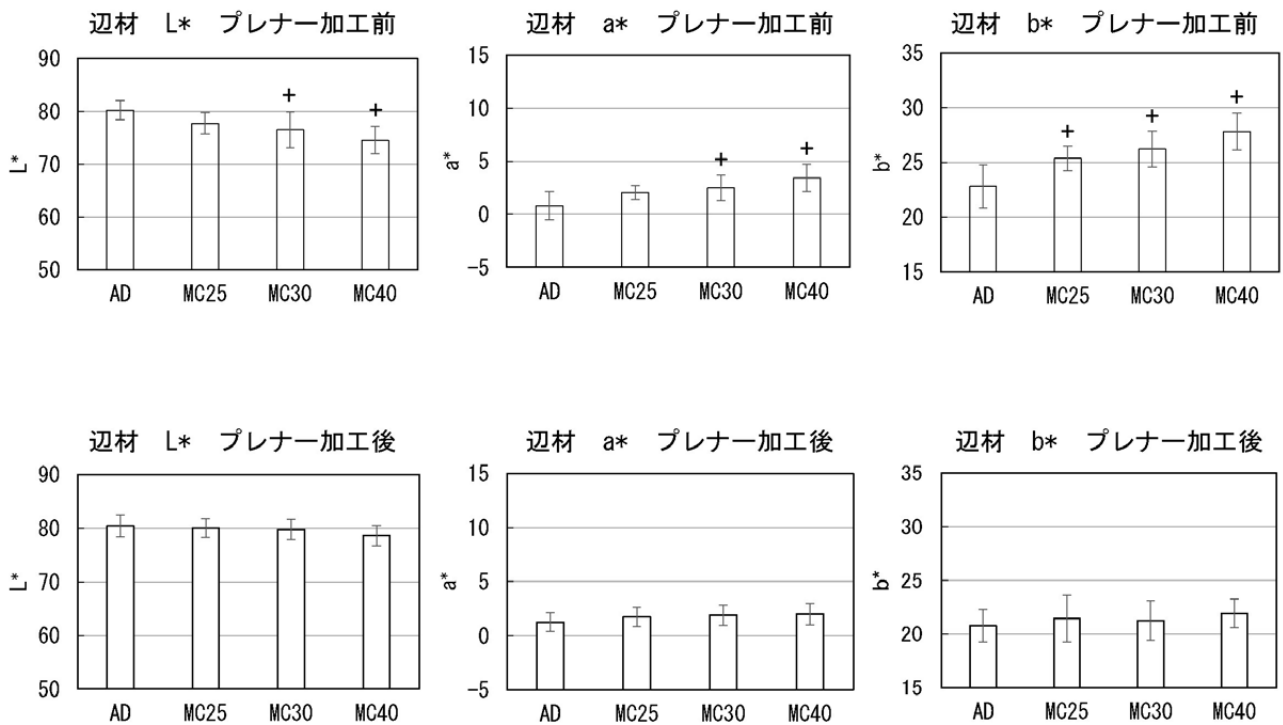 辺材 L* プレナー加工前
90
80
70
60
50
L*
+
+
AD MC25 MC30 MC40
辺材 a* プレナー加工前
15
10
5
0
-5
a*
+
+
AD MC25 MC30 MC40
辺材 b* プレナー加工前
35
30
25
20
15
b*
+
+
+
AD MC25 MC30 MC40
辺材 L* プレナー加工後
90
80
70
60
50
L*
AD MC25 MC30 MC40
辺材 a* プレナー加工後
15
10
5
0
-5
a*
AD MC25 MC30 MC40
辺材 b* プレナー加工後
35
30
25
20
15
b*
AD MC25 MC30 MC40